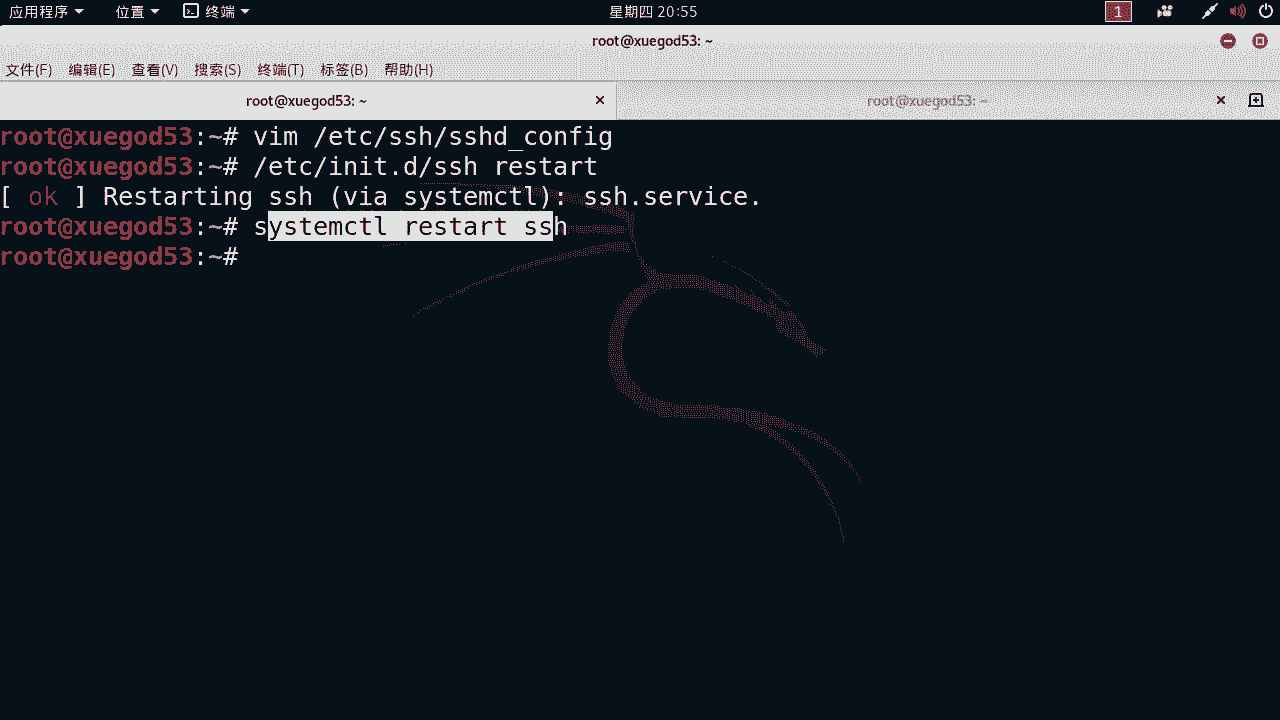 应用程序 位置 终端 星期四 20:55 1
root@xuegod53: ~
文件(F) 编辑(E) 查看(V) 搜索(S) 终端(T) 标签(B) 帮助(H)
root@xuegod53: ~ × root@xuegod53: ~ ×
root@xuegod53:~# vim /etc/ssh/sshd_config
root@xuegod53:~# /etc/init.d/ssh restart
[ ok ] Restarting ssh (via systemctl): ssh.service.
root@xuegod53:~# systemctl restart ssh
root@xuegod53:~#